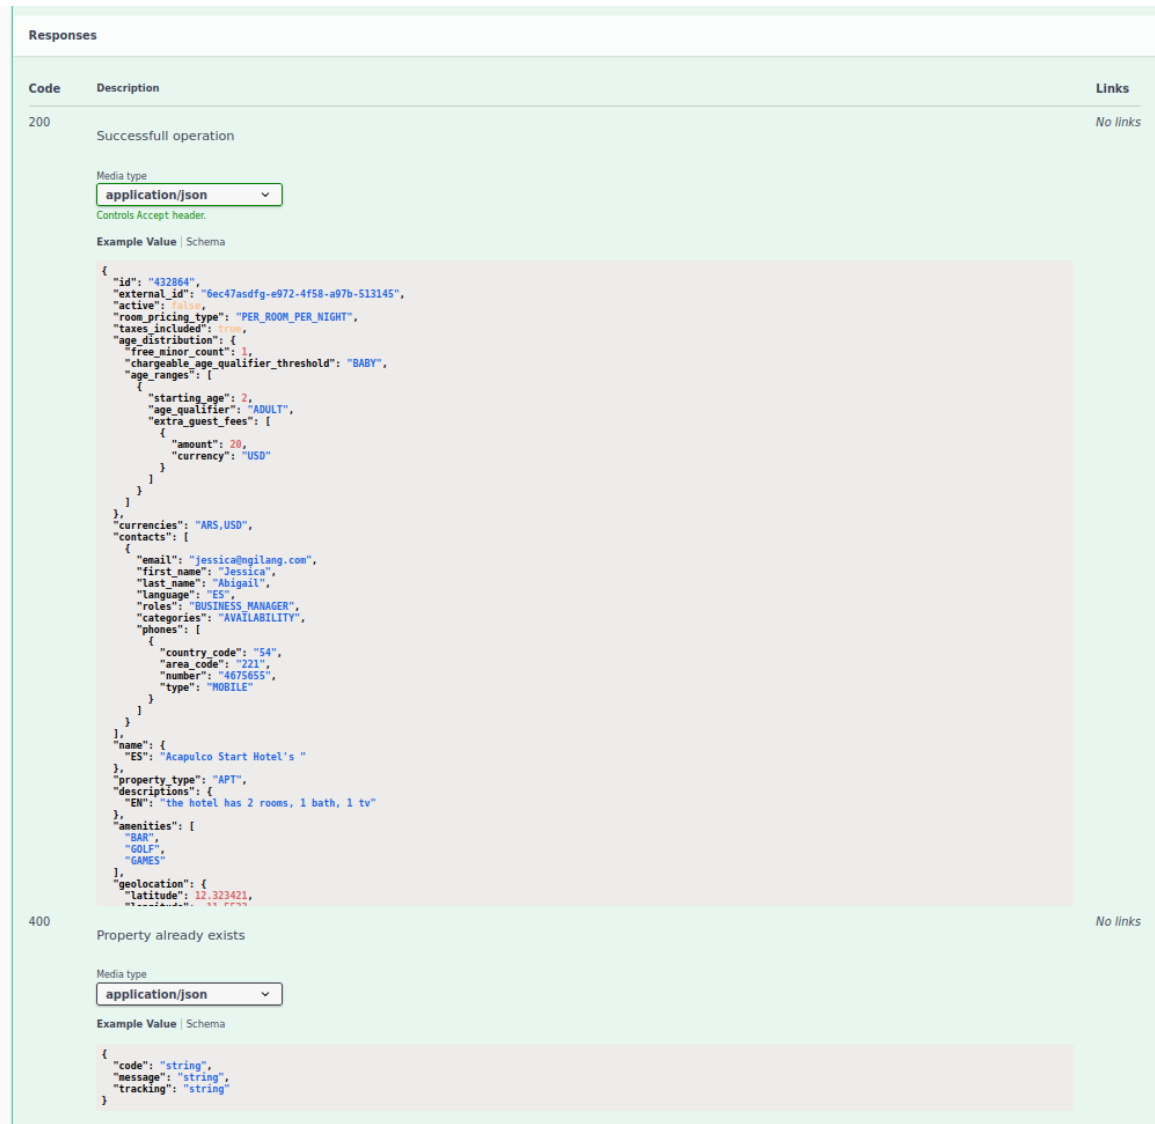 Responses
Code Description Links
200 No links
Successfull operation
Media type
application/json
Controls Accept header.
Example Value | Schema
{
"id": "432864",
"external_id": "6ec47asdfg-e972-4f58-a97b-513145",
"active": false,
"room_pricing_type": "PER_ROOM_PER_NIGHT",
"taxes_included": true,
"age_distribution": {
"free_minor_count": 1,
"chargeable_age_qualifier_threshold": "BABY",
"age_ranges": [
{
"starting_age": 2,
"age_qualifier": "ADULT",
"extra_guest_fees": [
{
"amount": 20,
"currency": "USD"
}
]
}
]
},
"currencies": "ARS,USD",
"contacts": [
{
"email": "jessica@ngilang.com",
"first_name": "Jessica",
"last_name": "Abigail",
"language": "ES",
"roles": "BUSINESS_MANAGER",
"categories": "AVAILABILITY",
"phones": [
{
"country_code": "54",
"area_code": "221",
"number": "4675655",
"type": "MOBILE"
}
]
}
],
"name": {
"ES": "Acapulco Start Hotel's "
},
"property_type": "APT",
"descriptions": {
"EN": "the hotel has 2 rooms, 1 bath, 1 tv"
},
"amenities": [
"BAR",
"GOLF",
"GAMES"
],
"geolocation": {
"latitude": 12.323421,
400 No links
Property already exists
Media type
application/json
Example Value | Schema
{
"code": "string",
"message": "string",
"tracking": "string"
}